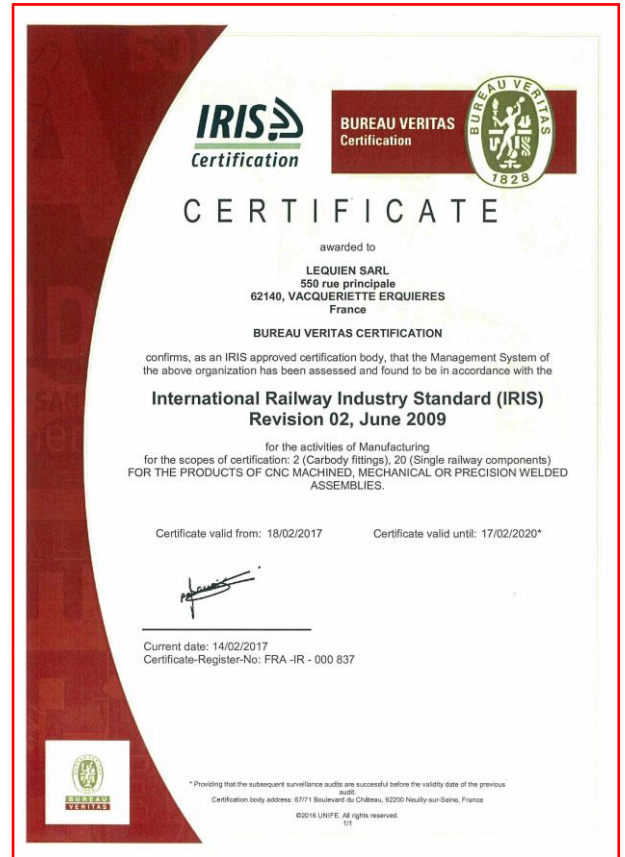 IRIS
Certification
BUREAU VERITAS
Certification
BUREAU VERITAS
1828
CERTIFICATE
awarded to
LEQUIEN SARL
550 rue principale
62140, VACQUERIETTE ERQUIERES
France
BUREAU VERITAS CERTIFICATION
confirms, as an IRIS approved certification body, that the Management System of
the above organization has been assessed and found to be in accordance with the
International Railway Industry Standard (IRIS)
Revision 02, June 2009
for the activities of Manufacturing
for the scopes of certification: 2 (Carbody fittings), 20 (Single railway components)
FOR THE PRODUCTS OF CNC MACHINED, MECHANICAL OR PRECISION WELDED
ASSEMBLIES.
Certificate valid from: 18/02/2017 Certificate valid until: 17/02/2020*
Current date: 14/02/2017
Certificate-Register-No: FRA -IR - 000 837
BUREAU
VERITAS
* Providing that the subsequent surveillance audits are successful before the validity date of the previous
audit.
Certification body address: 67/71 Boulevard du Château, 92200 Neuilly-sur-Seine, France
©2016 UNIFE. All rights reserved.
1/1